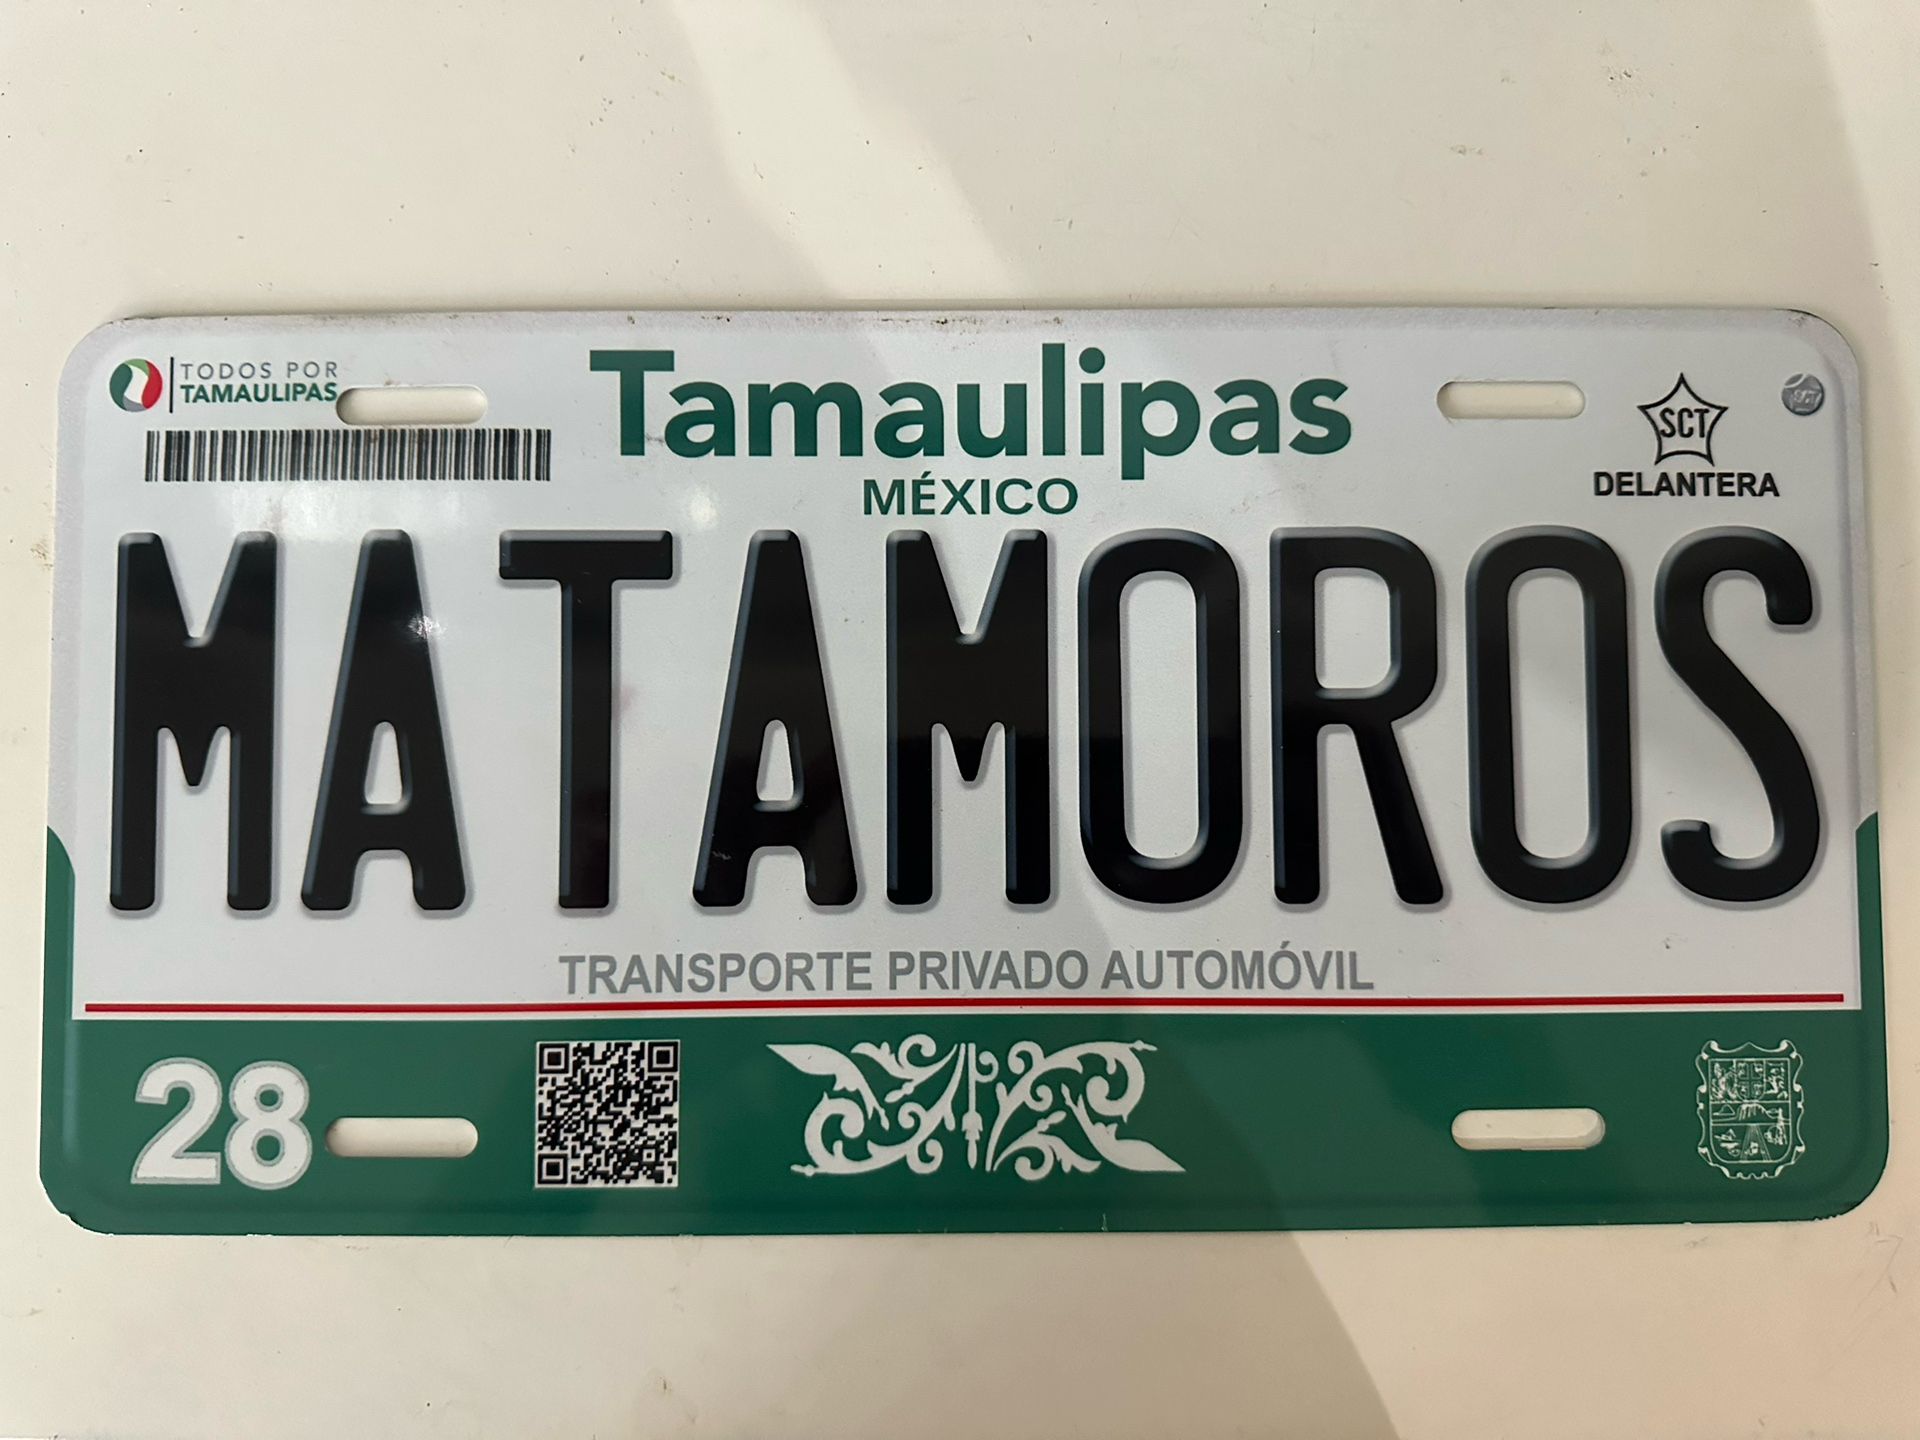 TODOS POR
TAMAULIPAS
Tamaulipas
MÉXICO
SCT
DELANTERA
MATAMOROS
TRANSPORTE PRIVADO AUTOMÓVIL
28